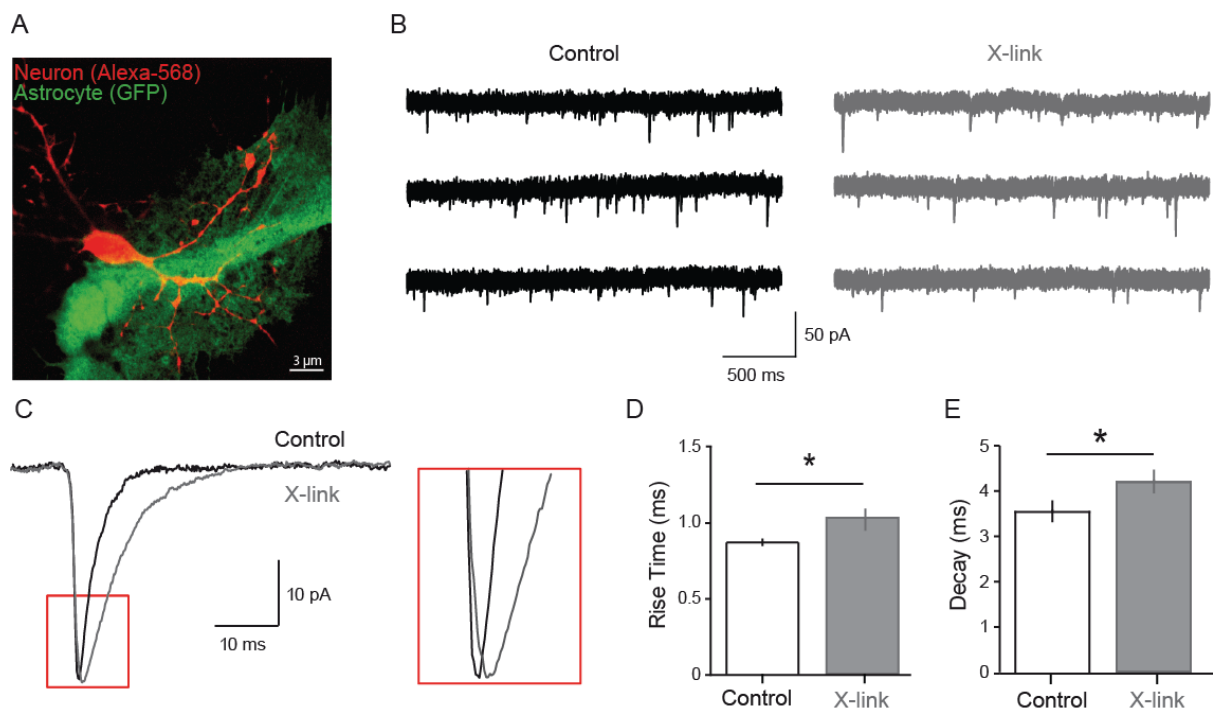 A
Neuron (Alexa-568)
Astrocyte (GFP)
3 µm
B
Control
X-link
50 pA
500 ms
C
Control
X-link
10 pA
10 ms
D
*
Rise Time (ms)
1.5
1.0
0.5
0
Control
X-link
E
*
Decay (ms)
5
4
3
2
1
0
Control
X-link